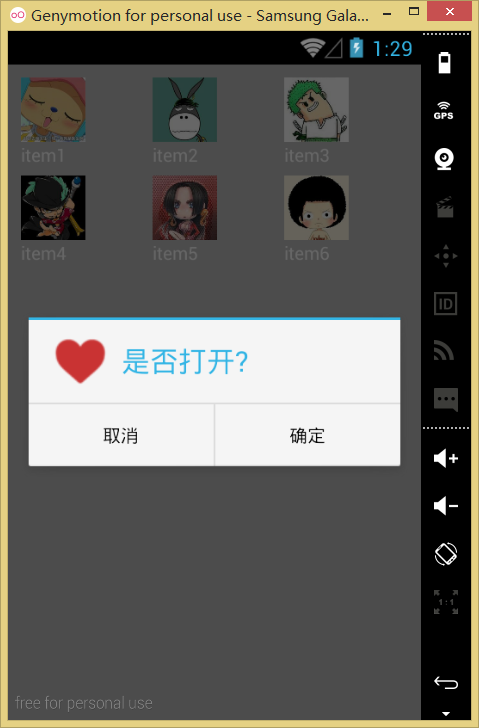 Genymotion for personal use - Samsung Gala...
1:29
item1
item2
item3
item4
item5
item6
是否打开?
取消
确定
free for personal use
GPS
ID
1:1